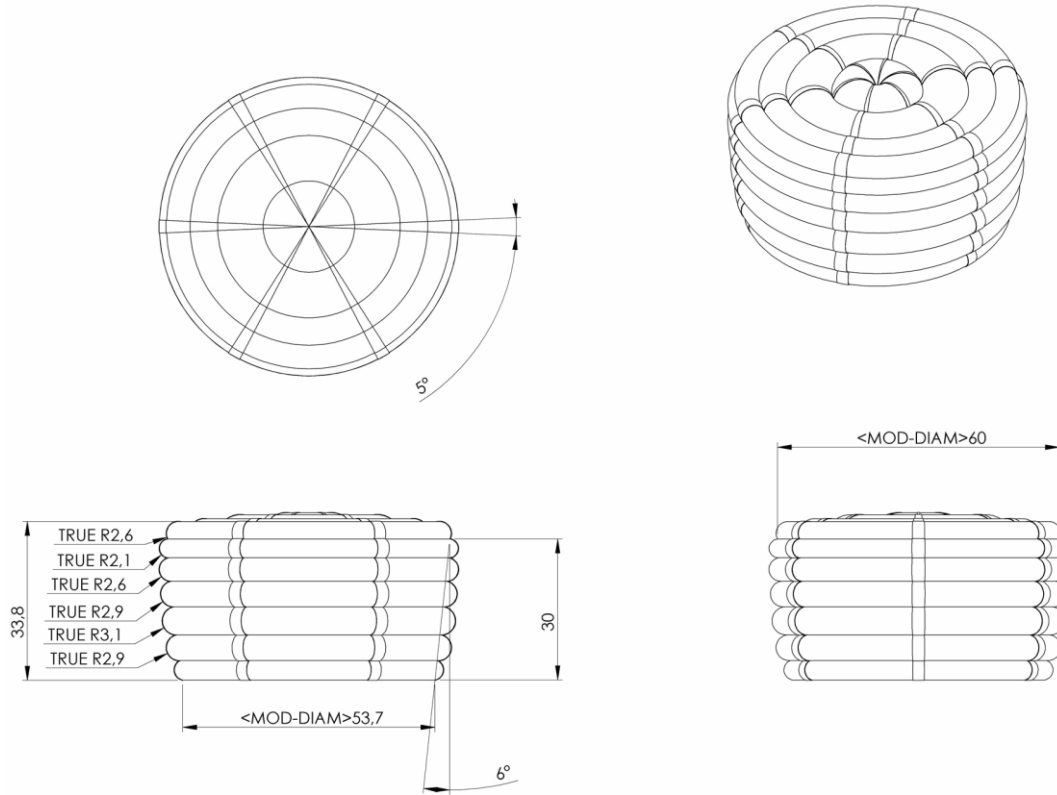 5°
<MOD-DIAM>60
TRUE R2,6
TRUE R2,1
TRUE R2,6
TRUE R2,9
TRUE R3,1
TRUE R2,9
33,8
30
<MOD-DIAM>53,7
6°